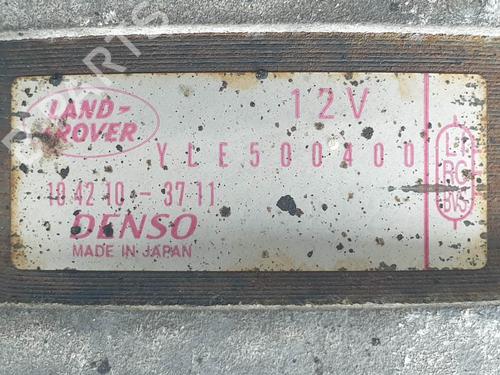 LAND-
ROVER
12V
YLE500400
104210-3711
DENSO
MADE IN JAPAN